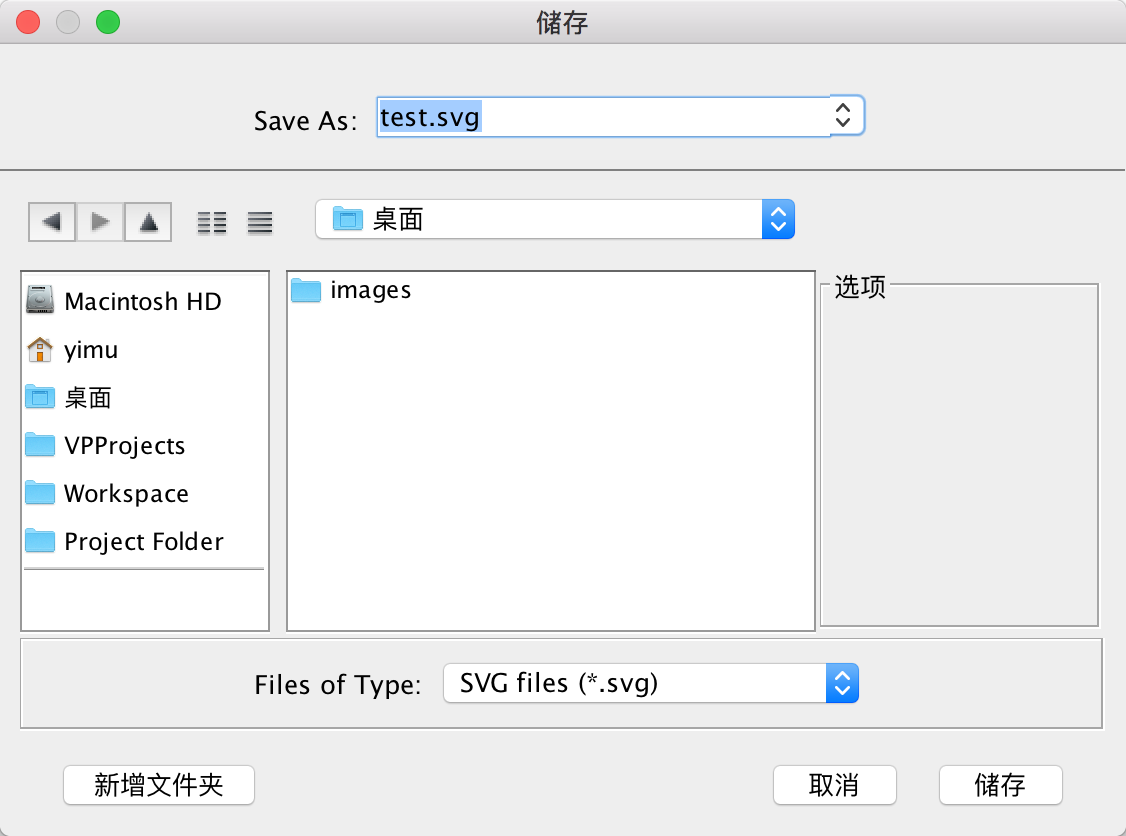 储存
Save As: test.svg
桌面
Macintosh HD
yimu
桌面
VPProjects
Workspace
Project Folder
images
选项
Files of Type: SVG files (*.svg)
新增文件夹
取消
储存